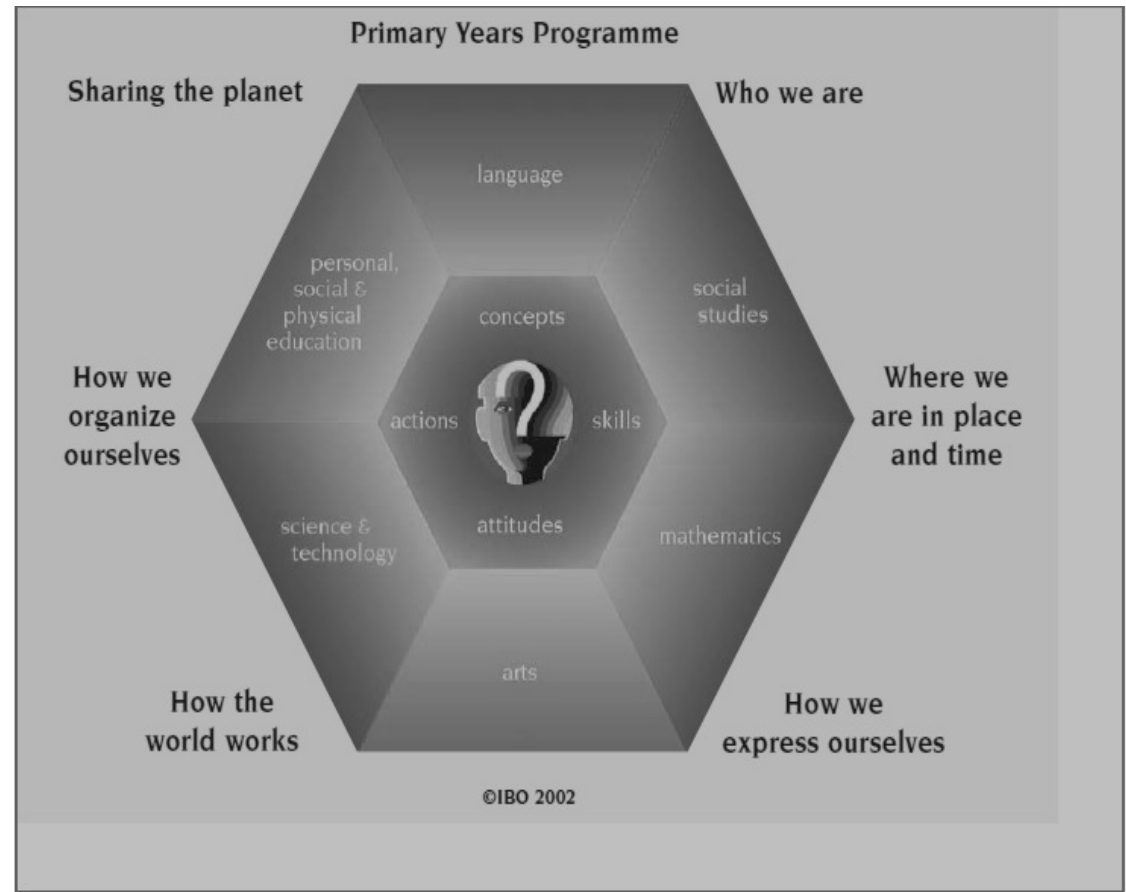 Primary Years Programme
Sharing the planet
Who we are
language
personal,
social &
physical
education
social
studies
concepts
How we
organize
ourselves
actions
skills
Where we
are in place
and time
attitudes
science &
technology
mathematics
arts
How the
world works
How we
express ourselves
©IBO 2002